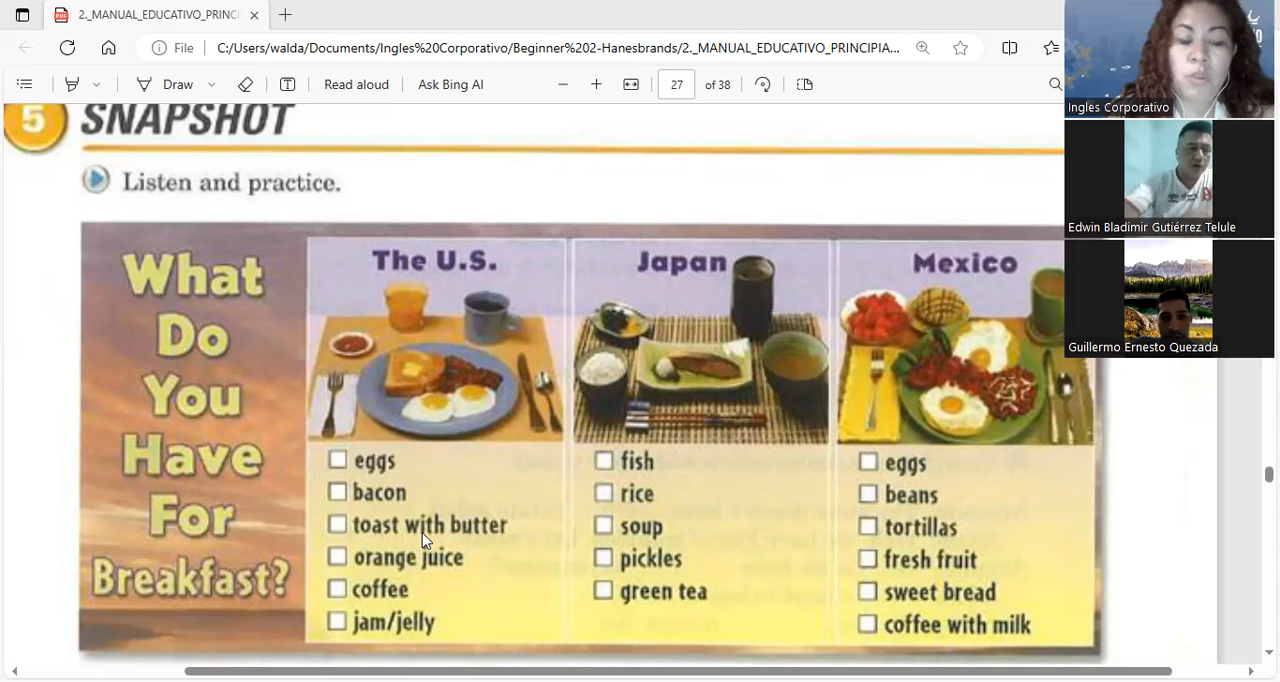 2._MANUAL_EDUCATIVO_PRINCI
File
C:/Users/walda/Documents/Ingles%20Corporativo/Beginner%202-Hanesbrands/2._MANUAL_EDUCATIVO_PRINCIPIA...
Draw
Read aloud
Ask Bing AI
27
of 38
5 SNAPSHOT
Listen and practice.
What
Do
You
Have
For
Breakfast?
The U.S.
eggs
bacon
toast with butter
orange juice
coffee
jam/jelly
Japan
fish
rice
soup
pickles
green tea
Mexico
eggs
beans
tortillas
fresh fruit
sweet bread
coffee with milk
Ingles Corporativo
Edwin Bladimir Gutiérrez Telule
Guillermo Ernesto Quezada